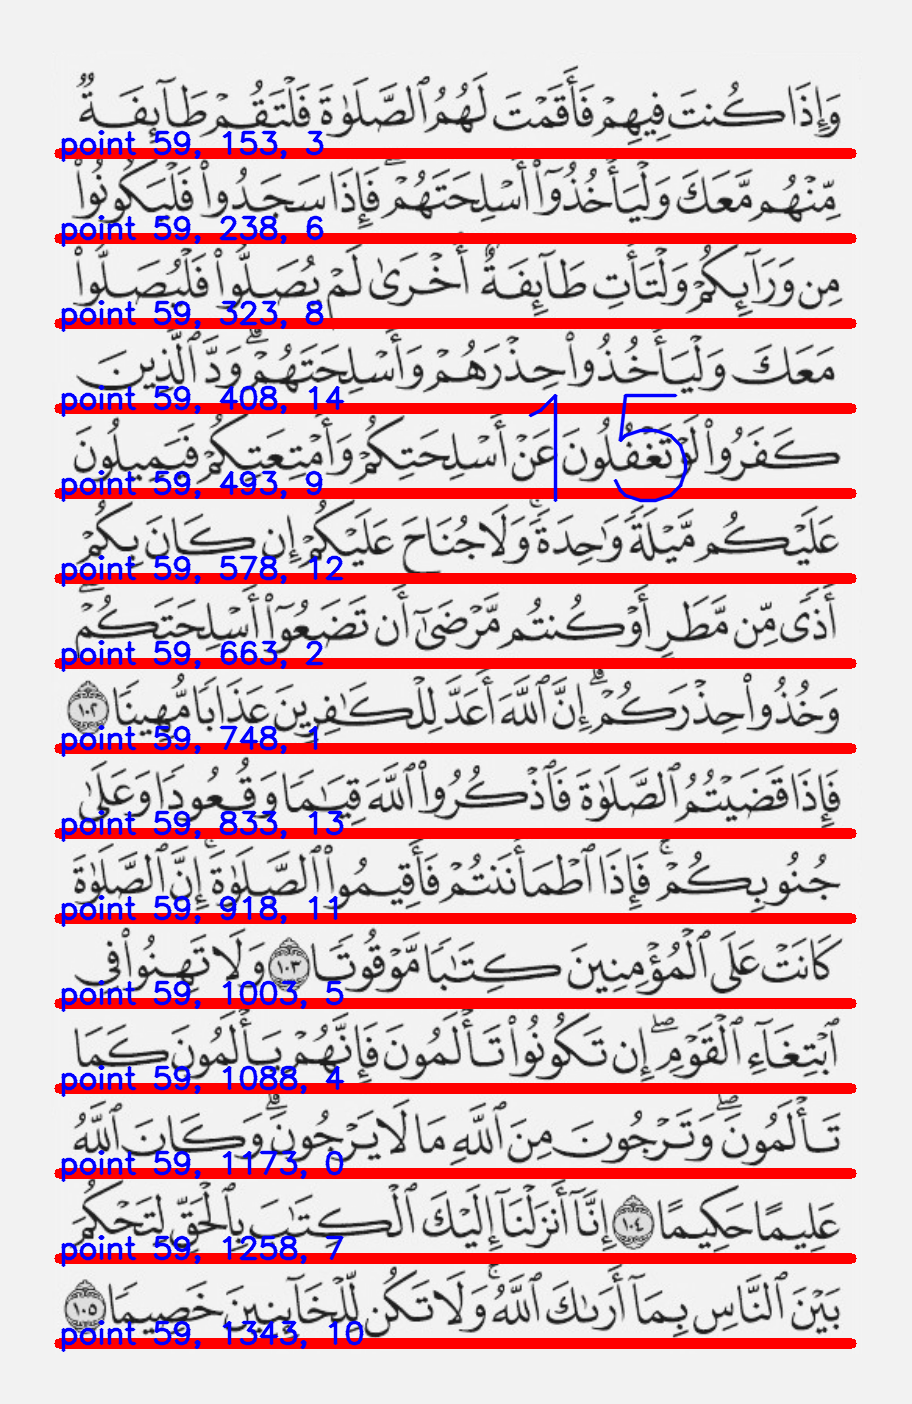 وَإِذَا كُنتَ فِيهِمْ فَأَقَمْتَ لَهُمُ ٱلصَّلَوٰةَ فَلْتَقُمْ طَآئِفَةٌ
point 59, 153, 3
مِّنْهُم مَّعَكَ وَلْيَأْخُذُوٓا۟ أَسْلِحَتَهُمْ ۖ فَإِذَا سَجَدُوا۟ فَلْيَكُونُوا۟
point 59, 238, 6
مِن وَرَآئِكُمْ وَلْتَأْتِ طَآئِفَةٌ أُخْرَىٰ لَمْ يُصَلُّوا۟ فَلْيُصَلُّوا۟
point 59, 323, 8
مَعَكَ وَلْيَأْخُذُوا۟ حِذْرَهُمْ وَأَسْلِحَتَهُمْ ۗ وَدَّ ٱلَّذِينَ
point 59, 408, 14
15
كَفَرُوا۟ لَوْ تَغْفُلُونَ عَنْ أَسْلِحَتِكُمْ وَأَمْتِعَتِكُمْ فَيَمِيلُونَ
point 59, 493, 9
عَلَيْكُم مَّيْلَةً وَٰحِدَةً ۚ وَلَا جُنَاحَ عَلَيْكُمْ إِن كَانَ بِكُمْ
point 59, 578, 12
أَذًى مِّن مَّطَرٍ أَوْ كُنتُم مَّرْضَىٰٓ أَن تَضَعُوٓا۟ أَسْلِحَتَكُمْ ۖ
point 59, 663, 2
وَخُذُوا۟ حِذْرَكُمْ ۗ إِنَّ ٱللَّهَ أَعَدَّ لِلْكَٰفِرِينَ عَذَابًا مُّهِينًا ١٠٢
point 59, 748, 1
فَإِذَا قَضَيْتُمُ ٱلصَّلَوٰةَ فَٱذْكُرُوا۟ ٱللَّهَ قِيَٰمًا وَقُعُودًا وَعَلَىٰ
point 59, 833, 13
جُنُوبِكُمْ ۚ فَإِذَا ٱطْمَأْنَنتُمْ فَأَقِيمُوا۟ ٱلصَّلَوٰةَ ۚ إِنَّ ٱلصَّلَوٰةَ
point 59, 918, 11
كَانَتْ عَلَى ٱلْمُؤْمِنِينَ كِتَٰبًا مَّوْقُوتًا ١٠٣ وَلَا تَهِنُوا۟ فِى
point 59, 1003, 5
ٱبْتِغَآءِ ٱلْقَوْمِ ۖ إِن تَكُونُوا۟ تَأْلَمُونَ فَإِنَّهُمْ يَأْلَمُونَ كَمَا
point 59, 1088, 4
تَأْلَمُونَ ۖ وَتَرْجُونَ مِنَ ٱللَّهِ مَا لَا يَرْجُونَ ۗ وَكَانَ ٱللَّهُ
point 59, 1173, 0
عَلِيمًا حَكِيمًا ١٠٤ إِنَّآ أَنزَلْنَآ إِلَيْكَ ٱلْكِتَٰبَ بِٱلْحَقِّ لِتَحْكُمَ
point 59, 1258, 7
بَيْنَ ٱلنَّاسِ بِمَآ أَرَىٰكَ ٱللَّهُ ۚ وَلَا تَكُن لِّلْخَآئِنِينَ خَصِيمًا ١٠٥
point 59, 1343, 10